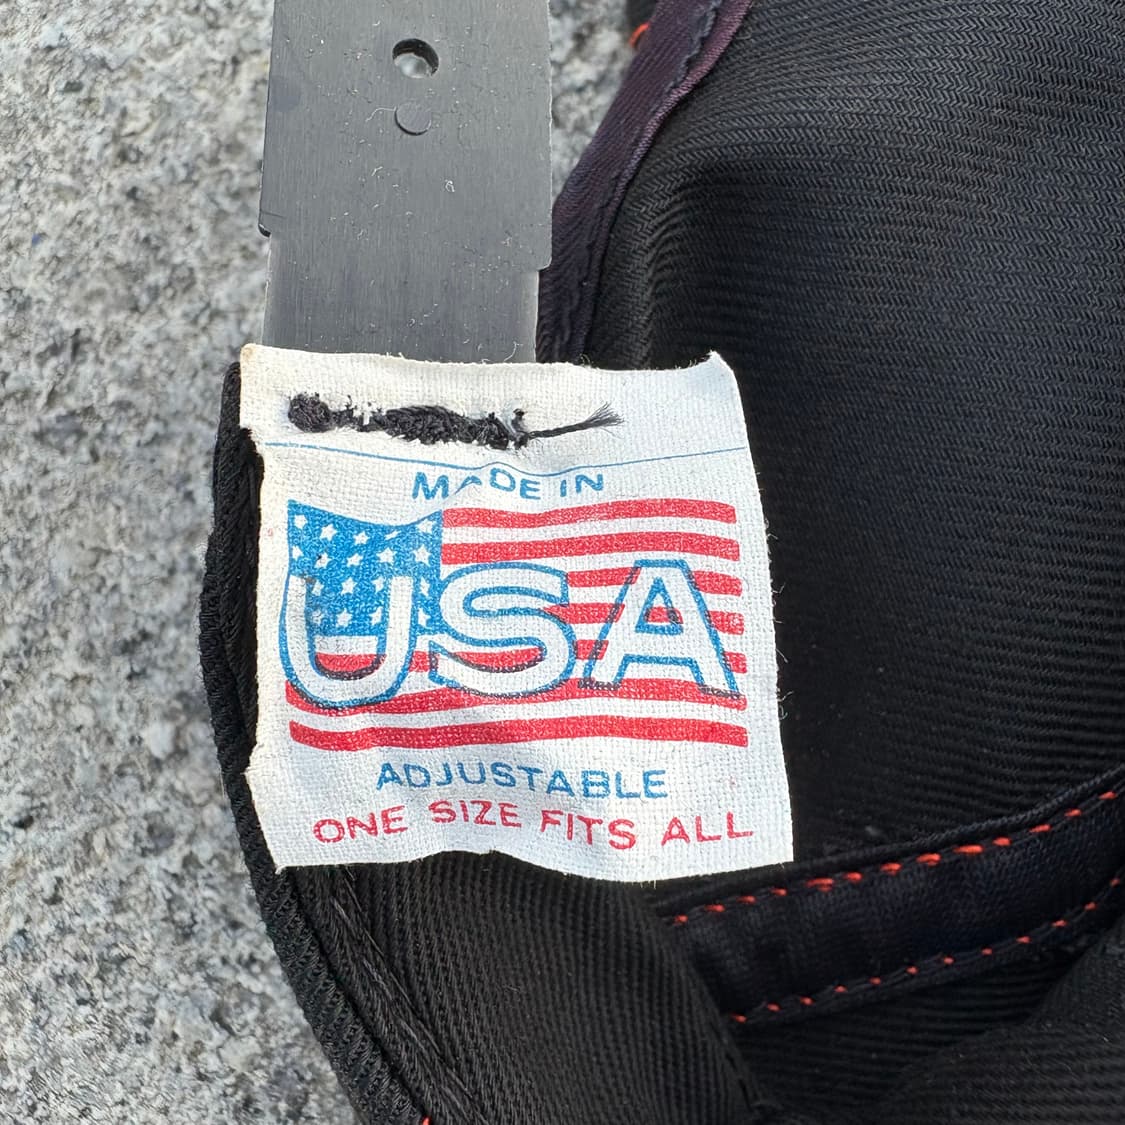 MADE IN
USA
ADJUSTABLE
ONE SIZE FITS ALL